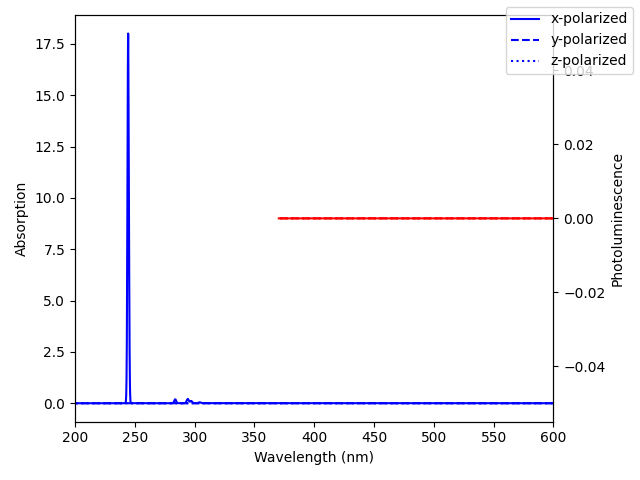 x-polarized
y-polarized
z-polarized
17.5
15.0
12.5
10.0
7.5
5.0
2.5
0.0
Absorption
0.04
0.02
0.00
−0.02
−0.04
Photoluminescence
200 250 300 350 400 450 500 550 600
Wavelength (nm)